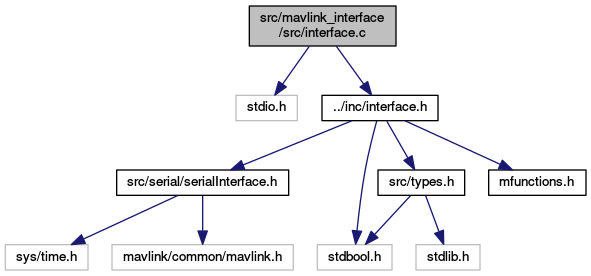 src/mavlink_interface
/src/interface.c
stdio.h
../inc/interface.h
src/serial/serialInterface.h
src/types.h
mfunctions.h
sys/time.h
mavlink/common/mavlink.h
stdbool.h
stdlib.h